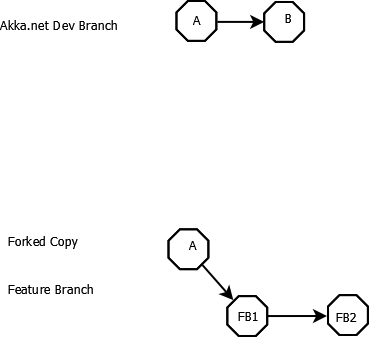 Akka.net Dev Branch
A
B
Forked Copy
A
Feature Branch
FB1
FB2